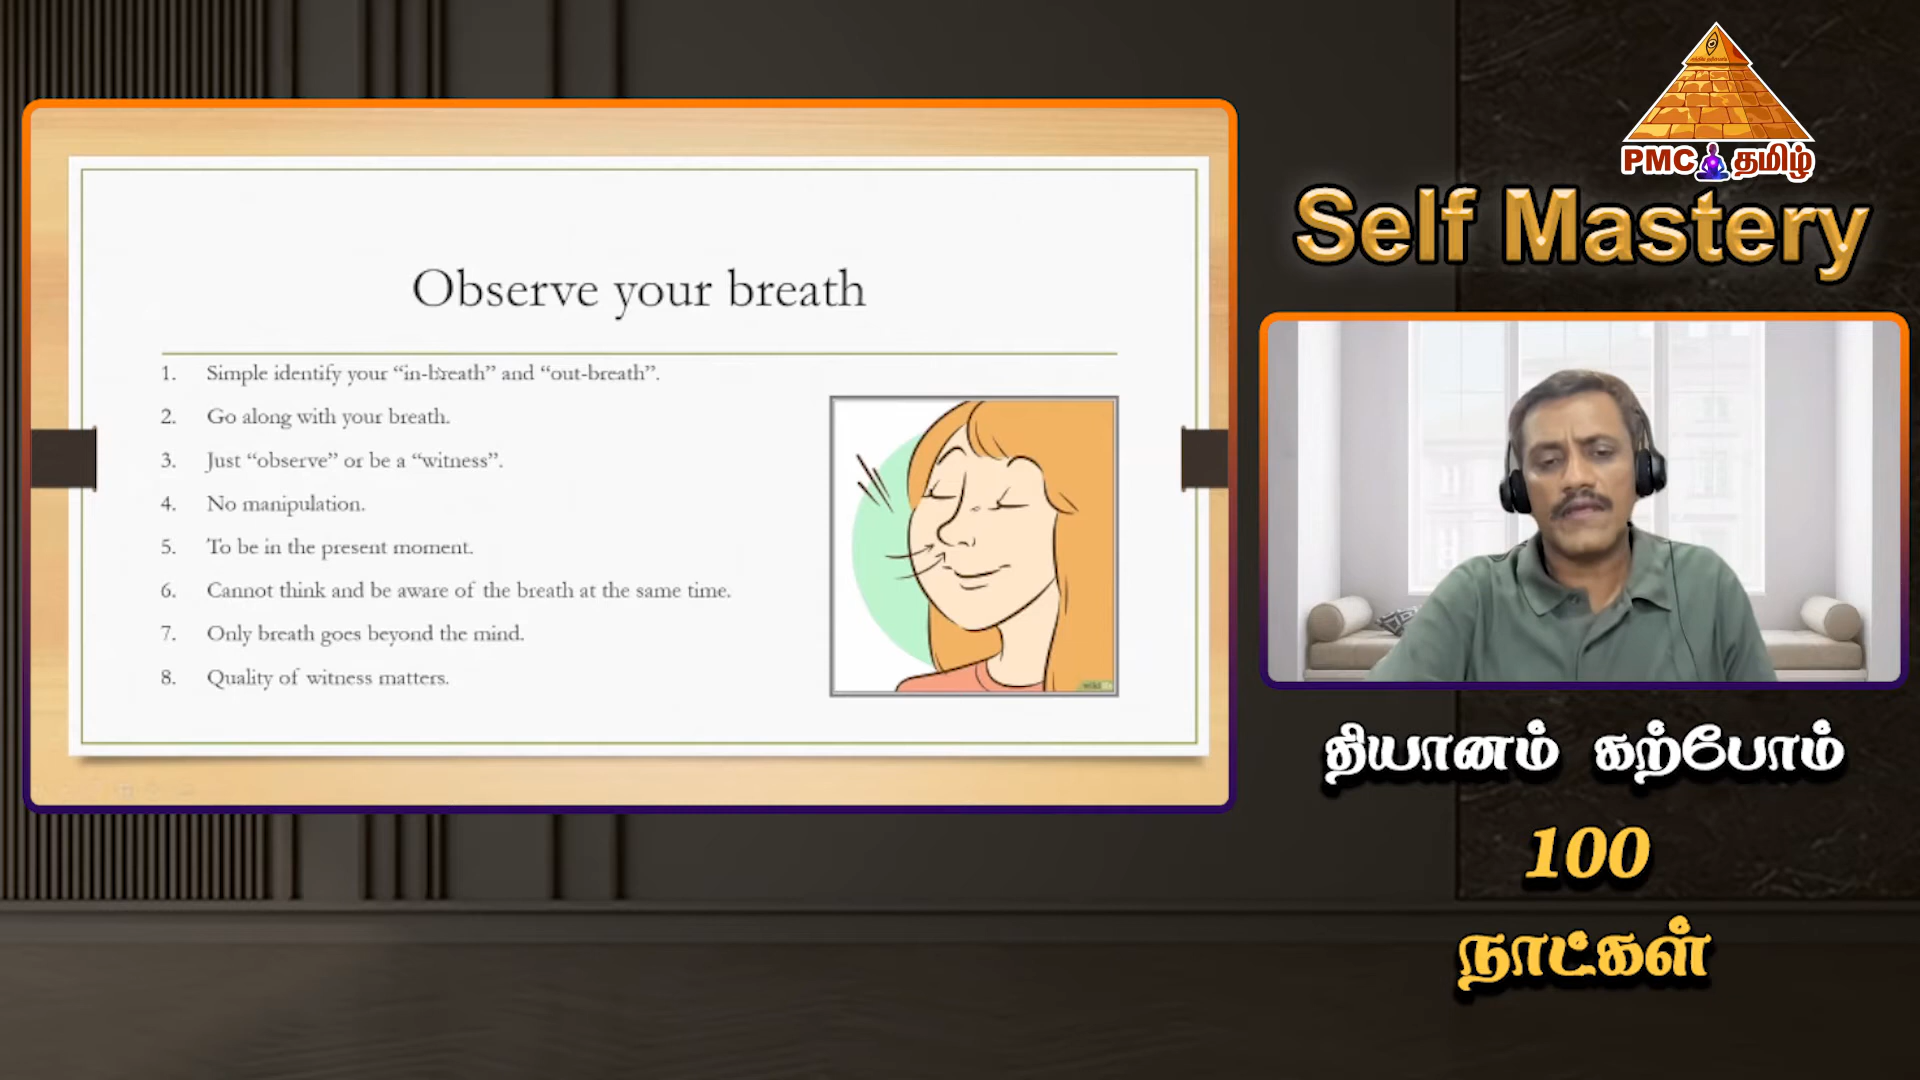 Observe your breath
1. Simple identify your “in-breath” and “out-breath”.
2. Go along with your breath.
3. Just “observe” or be a “witness”.
4. No manipulation.
5. To be in the present moment.
6. Cannot think and be aware of the breath at the same time.
7. Only breath goes beyond the mind.
8. Quality of witness matters.
PMC தமிழ்
Self Mastery
தியானம் கற்போம்
100
நாட்கள்